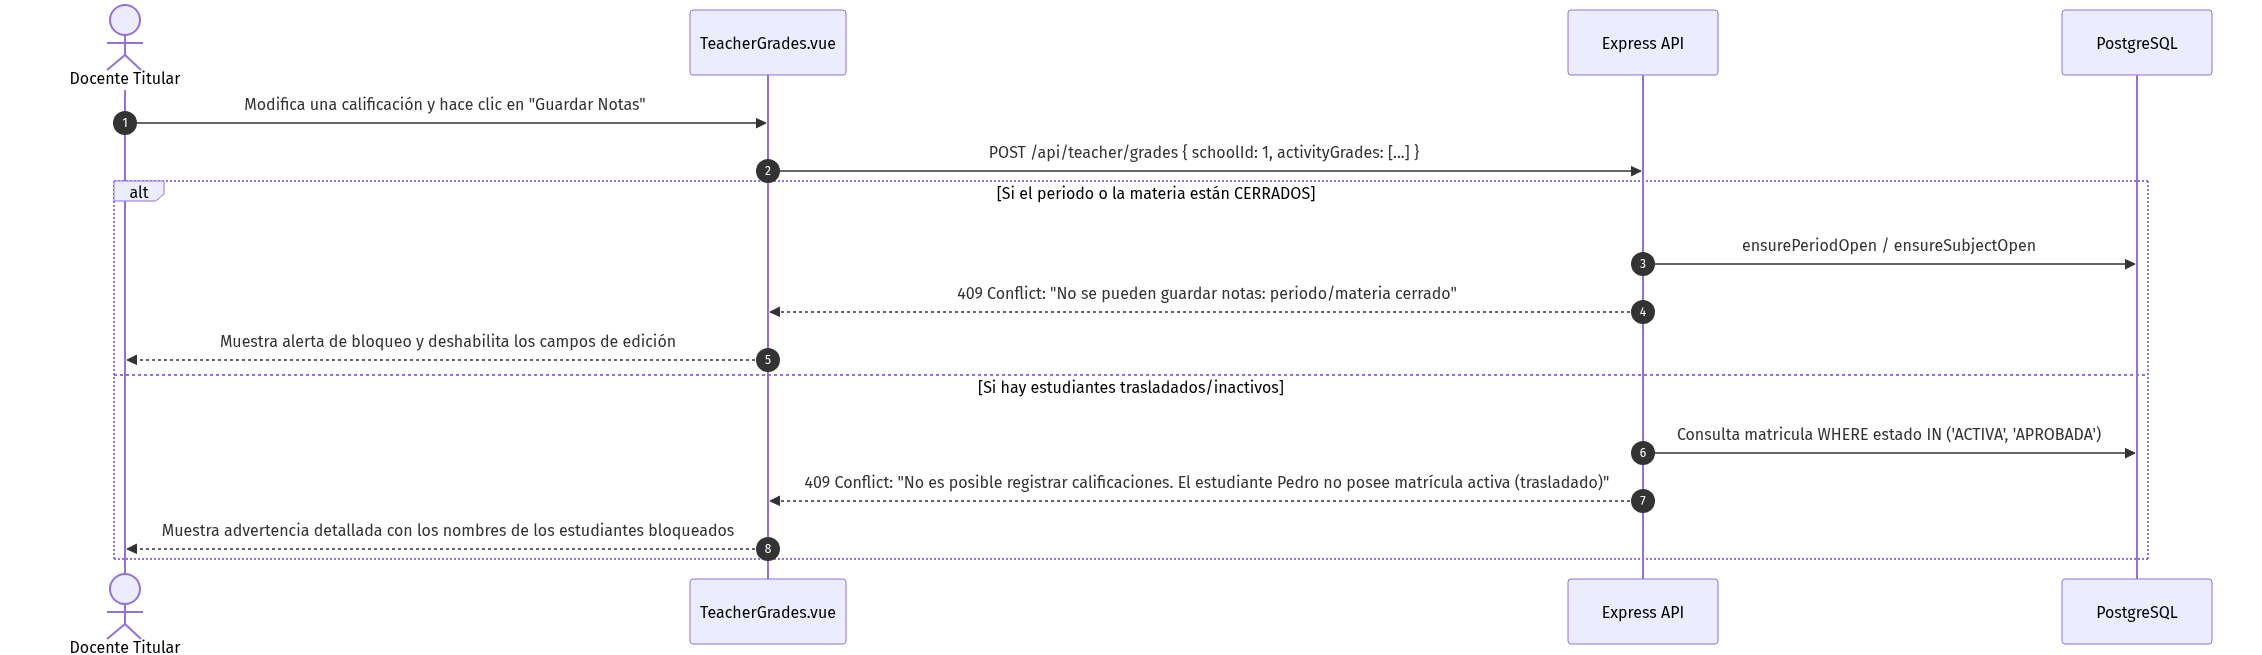 Docente Titular
TeacherGrades.vue
Express API
PostgreSQL
1
Modifica una calificación y hace clic en "Guardar Notas"
2
POST /api/teacher/grades { schoolId: 1, activityGrades: [...] }
alt
[Si el periodo o la materia están CERRADOS]
3
ensurePeriodOpen / ensureSubjectOpen
4
409 Conflict: "No se pueden guardar notas: periodo/materia cerrado"
5
Muestra alerta de bloqueo y deshabilita los campos de edición
[Si hay estudiantes trasladados/inactivos]
6
Consulta matricula WHERE estado IN ('ACTIVA', 'APROBADA')
7
409 Conflict: "No es posible registrar calificaciones. El estudiante Pedro no posee matrícula activa (trasladado)"
8
Muestra advertencia detallada con los nombres de los estudiantes bloqueados
Docente Titular
TeacherGrades.vue
Express API
PostgreSQL